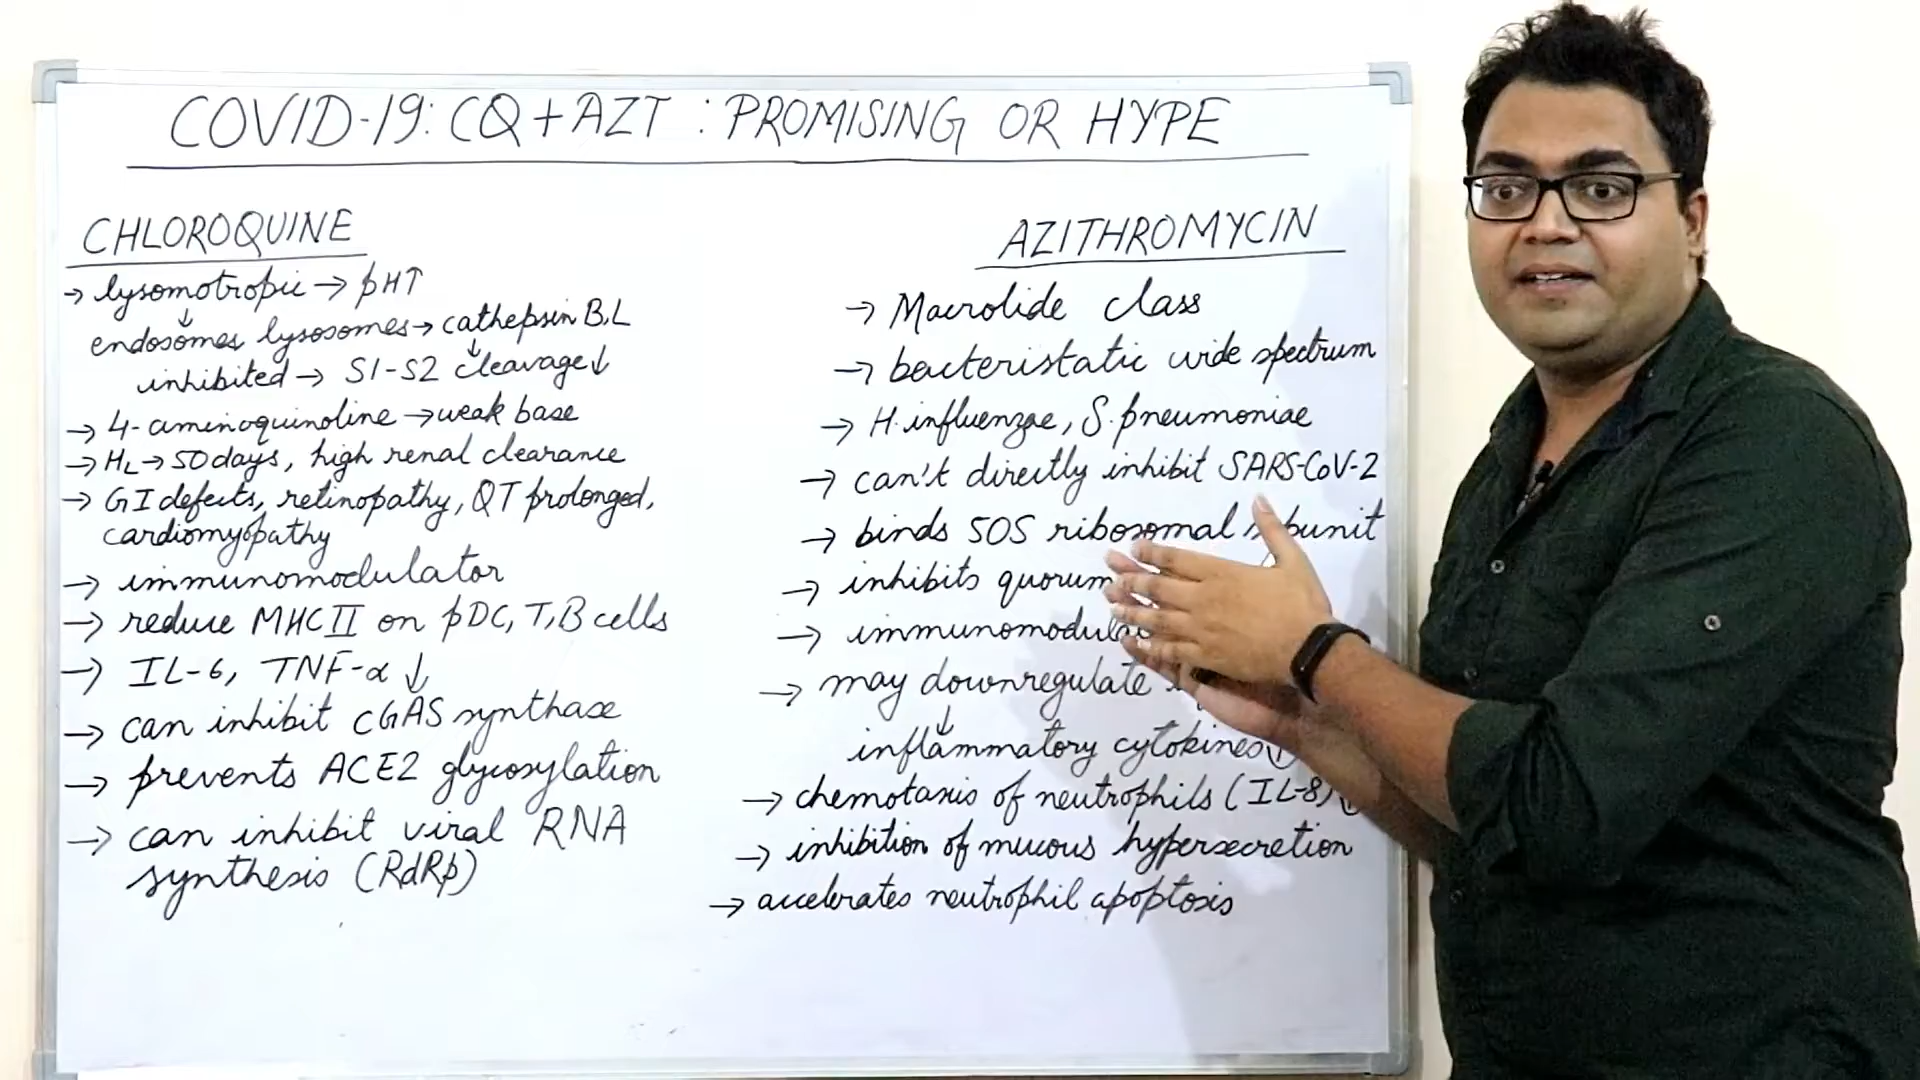 COVID-19: CQ+AZT : PROMISING OR HYPE
CHLOROQUINE
→ lysomotropic → pH↑
↓
endosomes lysosomes → cathepsin B, L
↓
inhibited → S1-S2 cleavage ↓
→ 4-aminoquinoline → weak base
→ HL → 50 days, high renal clearance
→ GI defects, retinopathy, QT prolonged,
cardiomyopathy
→ immunomodulator
→ reduce MHC II on pDC, T, B cells
→ IL-6, TNF-α ↓
→ can inhibit cGAS synthase
→ prevents ACE2 glycosylation
→ can inhibit viral RNA
synthesis (RdRp)
AZITHROMYCIN
→ Macrolide class
→ bacteristatic wide spectrum
→ H. influenzae, S. pneumoniae
→ can't directly inhibit SARS-CoV-2
→ binds 50S ribosomal
→ inhibits quorum
→
→ may downregulate
↓
inflammatory cytokines
→ chemotaxis of neutrophils (IL-8)
→ inhibition of mucous hypersecretion
→ accelerates neutrophil apoptosis